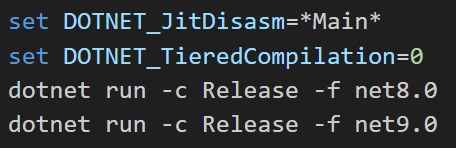 set DOTNET_JitDisasm=*Main*
set DOTNET_TieredCompilation=0
dotnet run -c Release -f net8.0
dotnet run -c Release -f net9.0